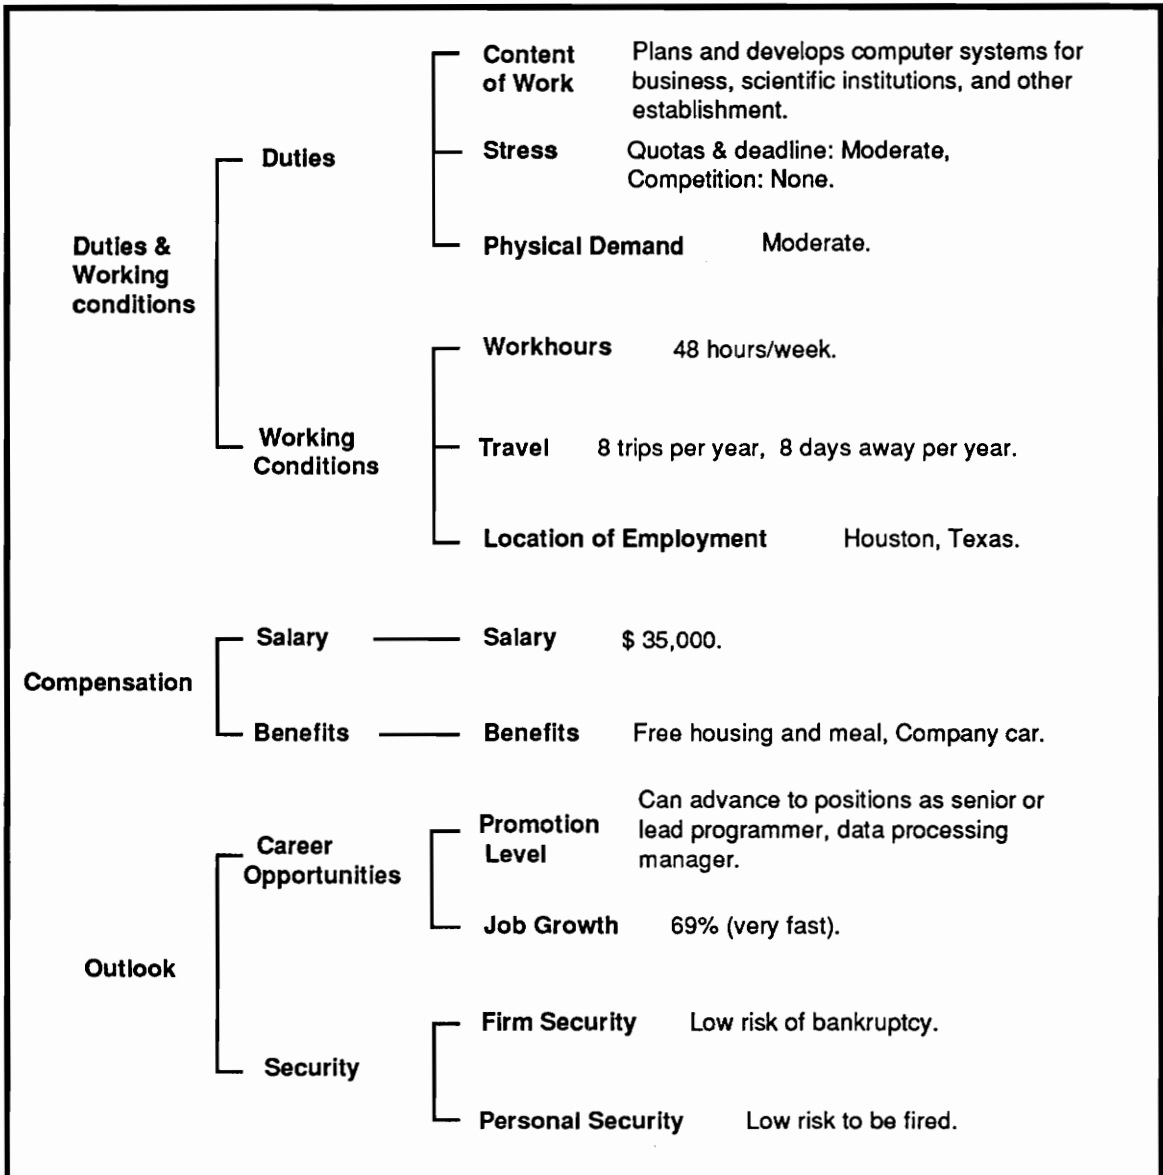 Content
of Work
Plans and develops computer systems for
business, scientific institutions, and other
establishment.
Duties
Stress
Quotas & deadline: Moderate,
Competition: None.
Physical Demand
Moderate.
Duties &
Working
conditions
Workhours
48 hours/week.
Working
Conditions
Travel
8 trips per year, 8 days away per year.
Location of Employment
Houston, Texas.
Salary
Salary
$ 35,000.
Compensation
Benefits
Benefits
Free housing and meal, Company car.
Career
Opportunities
Promotion
Level
Can advance to positions as senior or
lead programmer, data processing
manager.
Job Growth
69% (very fast).
Outlook
Firm Security
Low risk of bankruptcy.
Security
Personal Security
Low risk to be fired.